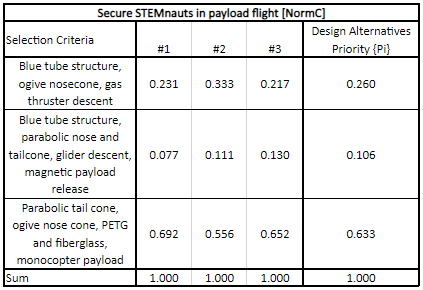 Secure STEMnauts in payload flight [NormC]
Selection Criteria #1 #2 #3 Design Alternatives
Priority {Pi}
Blue tube structure,
ogive nosecone, gas
thruster descent
0.231 0.333 0.217 0.260
Blue tube structure,
parabolic nose and
tailcone, glider descent,
magnetic payload
release
0.077 0.111 0.130 0.106
Parabolic tail cone,
ogive nose cone, PETG
and fiberglass,
monocopter payload
0.692 0.556 0.652 0.633
Sum 1.000 1.000 1.000 1.000